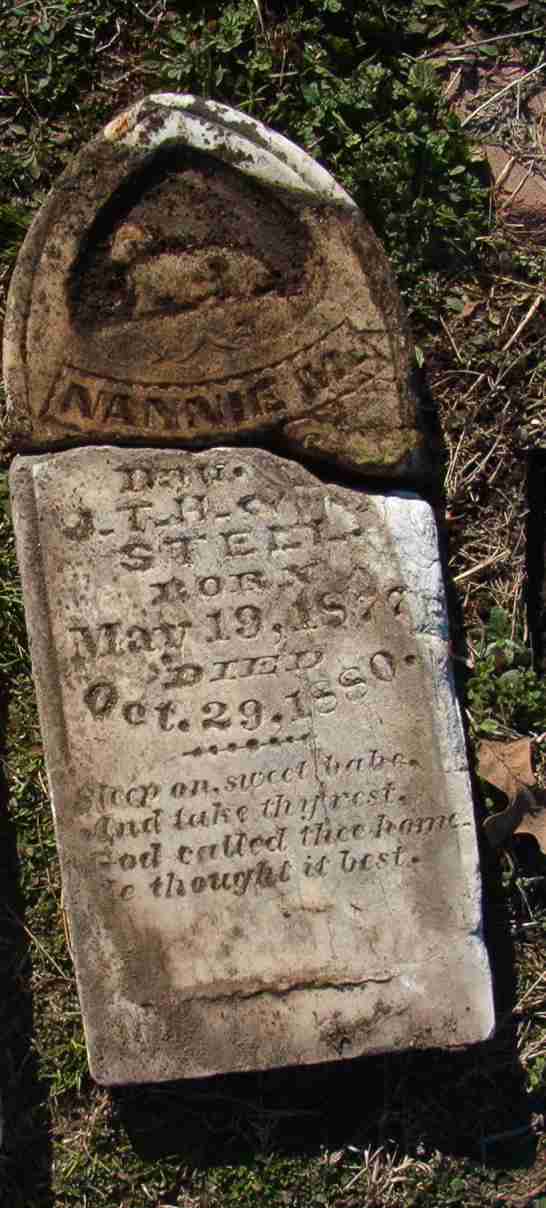 NANNIE M.
DAU.
J.T.H.
STEEL.
BORN
May 19, 1877
DIED
Oct. 29, 1880.
Sleep on, sweet babe.
And take thy rest.
God called thee home.
He thought it best.